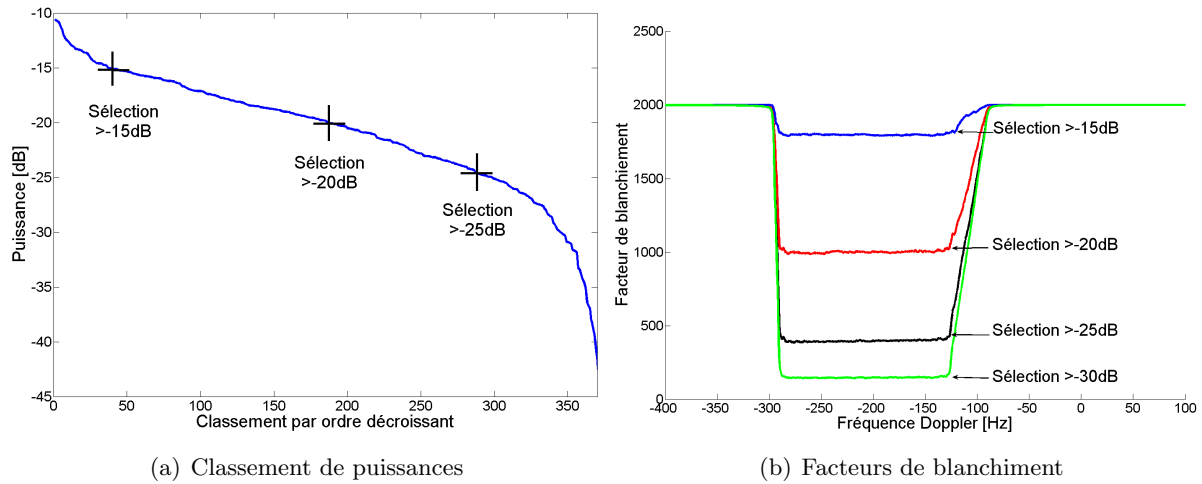 -10
-15
-20
-25
-30
-35
-40
-45
Puissance [dB]
Sélection
>-15dB
Sélection
>-20dB
Sélection
>-25dB
0
50
100
150
200
250
300
350
Classement par ordre décroissant
(a) Classement de puissances
2500
2000
1500
1000
500
0
Facteur de blanchiement
Sélection >-15dB
Sélection >-20dB
Sélection >-25dB
Sélection >-30dB
-400
-350
-300
-250
-200
-150
-100
-50
0
50
100
Fréquence Doppler [Hz]
(b) Facteurs de blanchiment